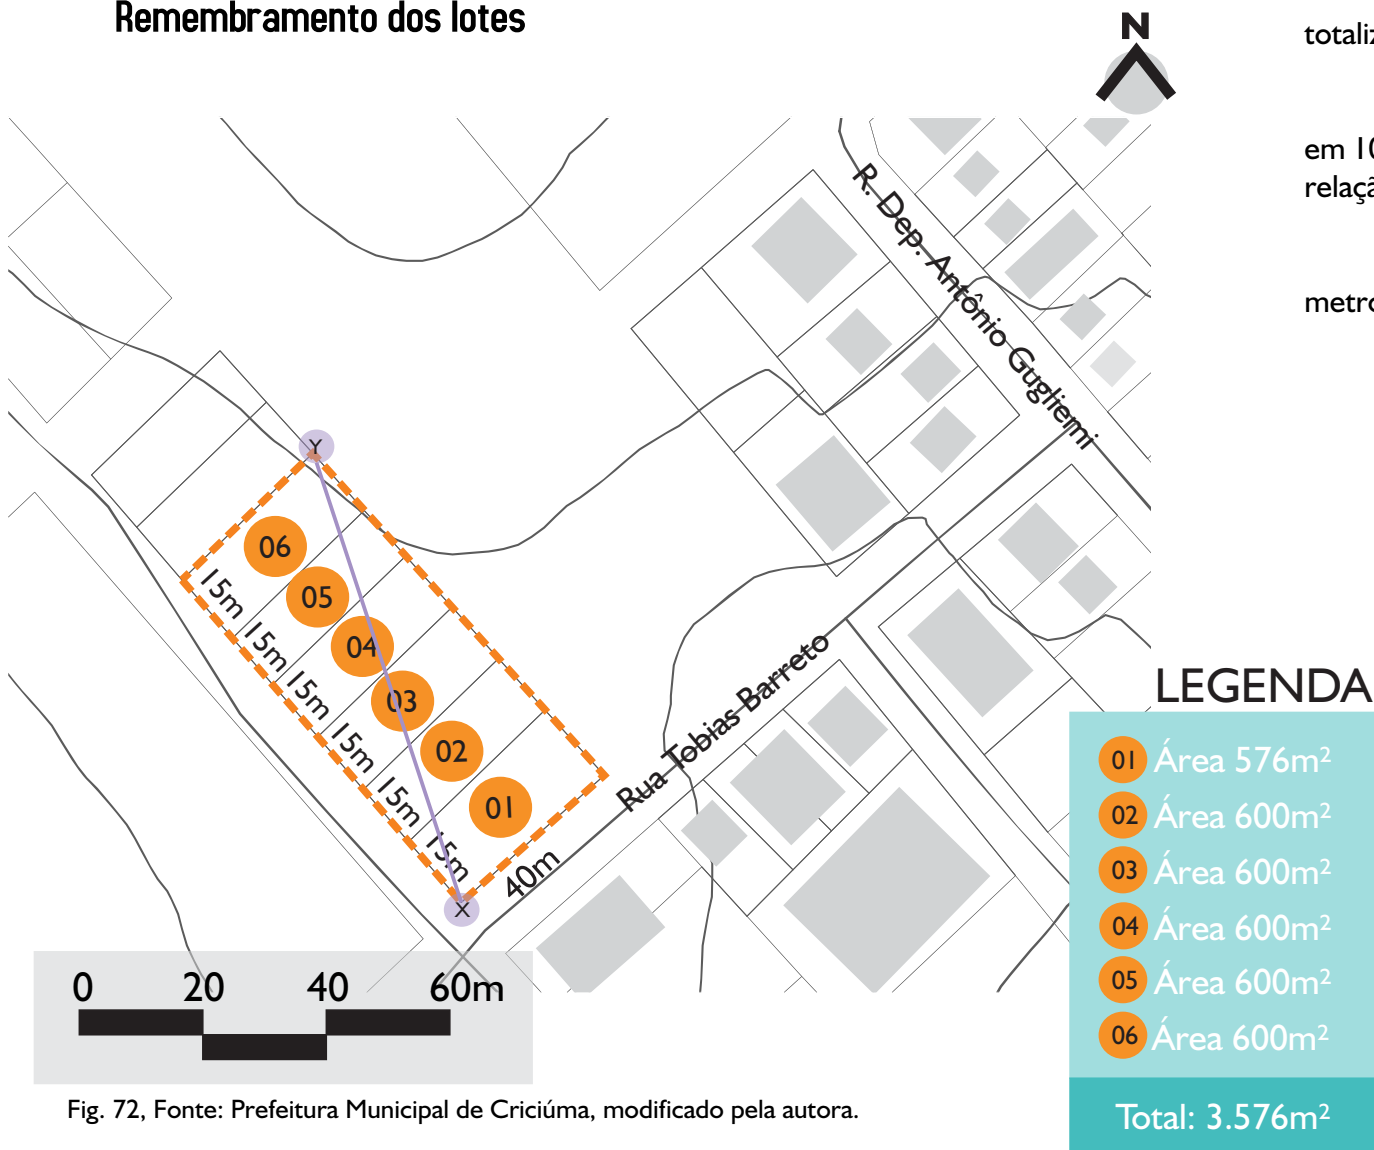 Remembramento dos lotes
N
totaliz
em 10
relaçã
metro
R. Dep. Antônio Gugliemi
Y
06
05
04
03
02
01
15m
15m
15m
15m
15m
15m
X
40m
Rua Tobias Barreto
0 20 40 60m
LEGENDA
01 Área 576m²
02 Área 600m²
03 Área 600m²
04 Área 600m²
05 Área 600m²
06 Área 600m²
Total: 3.576m²
Fig. 72, Fonte: Prefeitura Municipal de Criciúma, modificado pela autora.